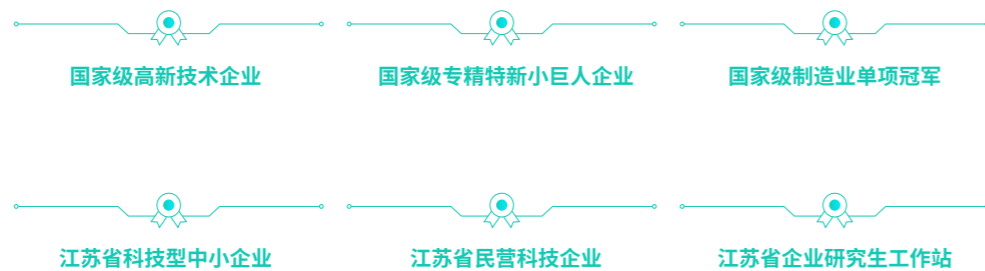 国家级高新技术企业
国家级专精特新小巨人企业
国家级制造业单项冠军
江苏省科技型中小企业
江苏省民营科技企业
江苏省企业研究生工作站